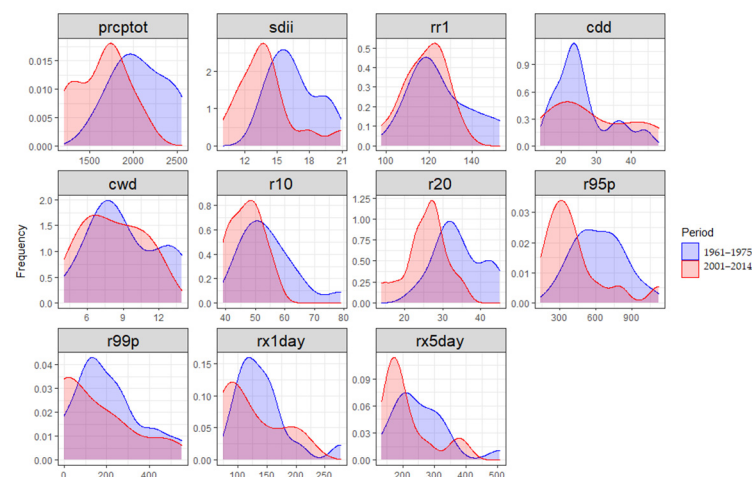 prcptot sdii rr1 cdd
0.015 0.010 0.005 0.000
2 1 0
0.5 0.4 0.3 0.2 0.1 0.0
0.9 0.6 0.3 0.0
1500 2000 2500
12 15 18 21
100 120 140
20 30 40
cwd r10 r20 r95p
Frequency
2.0 1.5 1.0 0.5 0.0
0.8 0.6 0.4 0.2 0.0
1.25 1.00 0.75 0.50 0.25 0.00
0.03 0.02 0.01 0.00
6 9 12
40 50 60 70 80
20 30 40
300 600 900
Period
1961–1975
2001–2014
r99p rx1day rx5day
0.04 0.03 0.02 0.01 0.00
0.15 0.10 0.05 0.00
0.09 0.06 0.03 0.00
0 200 400
100 150 200 250
200 300 400 500